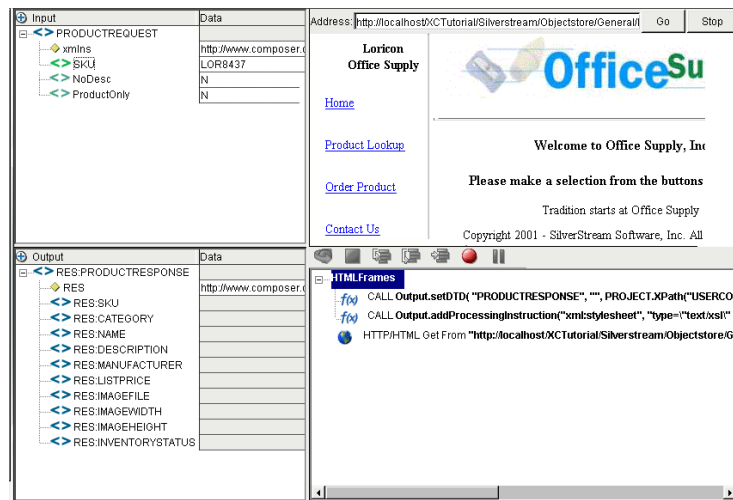 Input Data
PRODUCTREQUEST
xmlns http://www.composer.
SKU LOR8437
NoDesc N
ProductOnly N
Address: http://localhost/XCTutorial/Silverstream/Objectstore/General/
Go Stop
Loricon
Office Supply
Home
Product Lookup
Order Product
Contact Us
OfficeSu
Welcome to Office Supply, Inc
Please make a selection from the buttons
Tradition starts at Office Supply
Copyright 2001 - SilverStream Software, Inc. All
Output Data
RES:PRODUCTRESPONSE
RES http://www.composer.
RES:SKU
RES:CATEGORY
RES:NAME
RES:DESCRIPTION
RES:MANUFACTURER
RES:LISTPRICE
RES:IMAGEFILE
RES:IMAGEWIDTH
RES:IMAGEHEIGHT
RES:INVENTORYSTATUS
HTMLFrames
f(x) CALL Output.setDTD( "PRODUCTRESPONSE", "", PROJECT.XPath("USERCO
f(x) CALL Output.addProcessingInstruction("xml:stylesheet", "type=\"text/xsl\"
HTTP/HTML Get From "http://localhost/XCTutorial/Silverstream/Objectstore/G